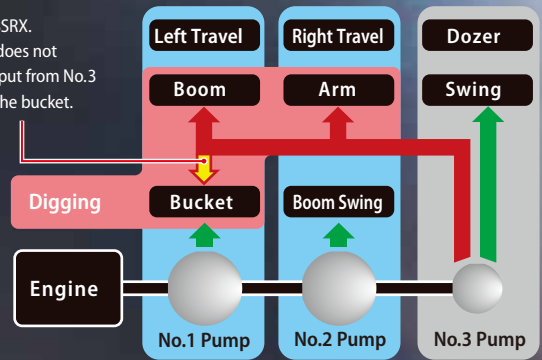 SRX.
does not
put from No.3
he bucket.
Left Travel
Right Travel
Dozer
Boom
Arm
Swing
Digging
Bucket
Boom Swing
Engine
No.1 Pump
No.2 Pump
No.3 Pump